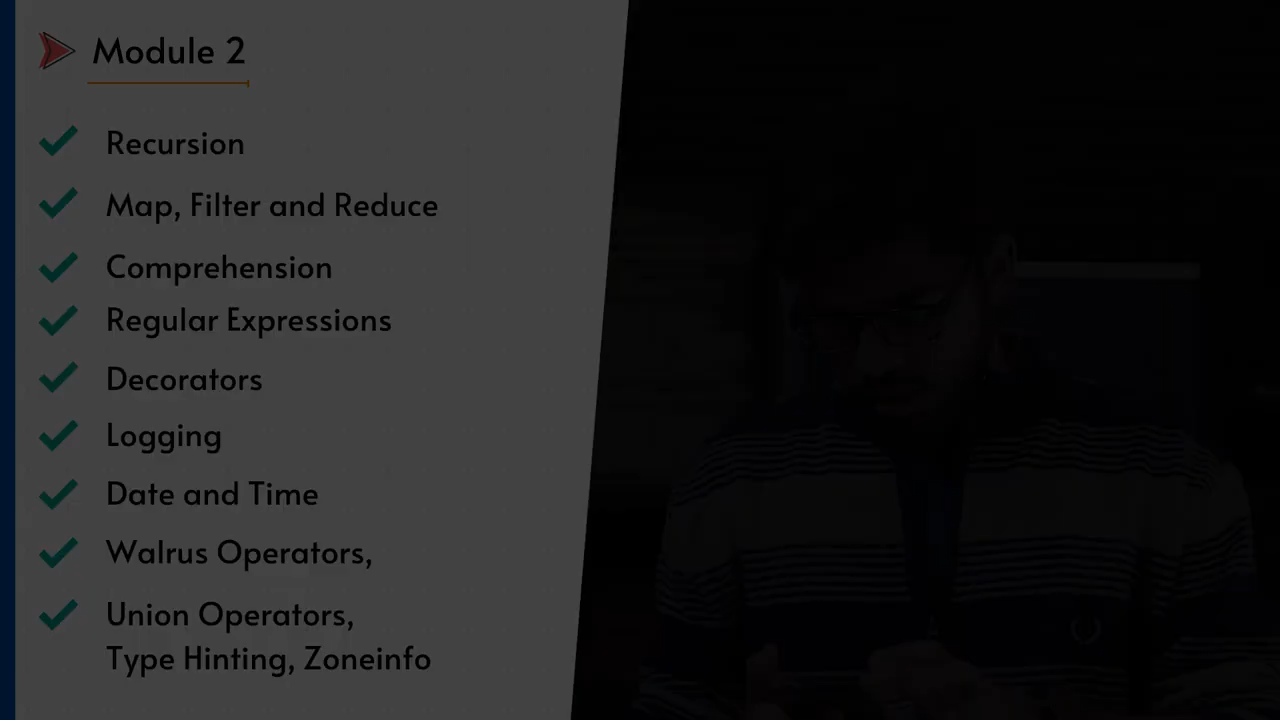 Module 2
Recursion
Map, Filter and Reduce
Comprehension
Regular Expressions
Decorators
Logging
Date and Time
Walrus Operators,
Union Operators,
Type Hinting, Zoneinfo